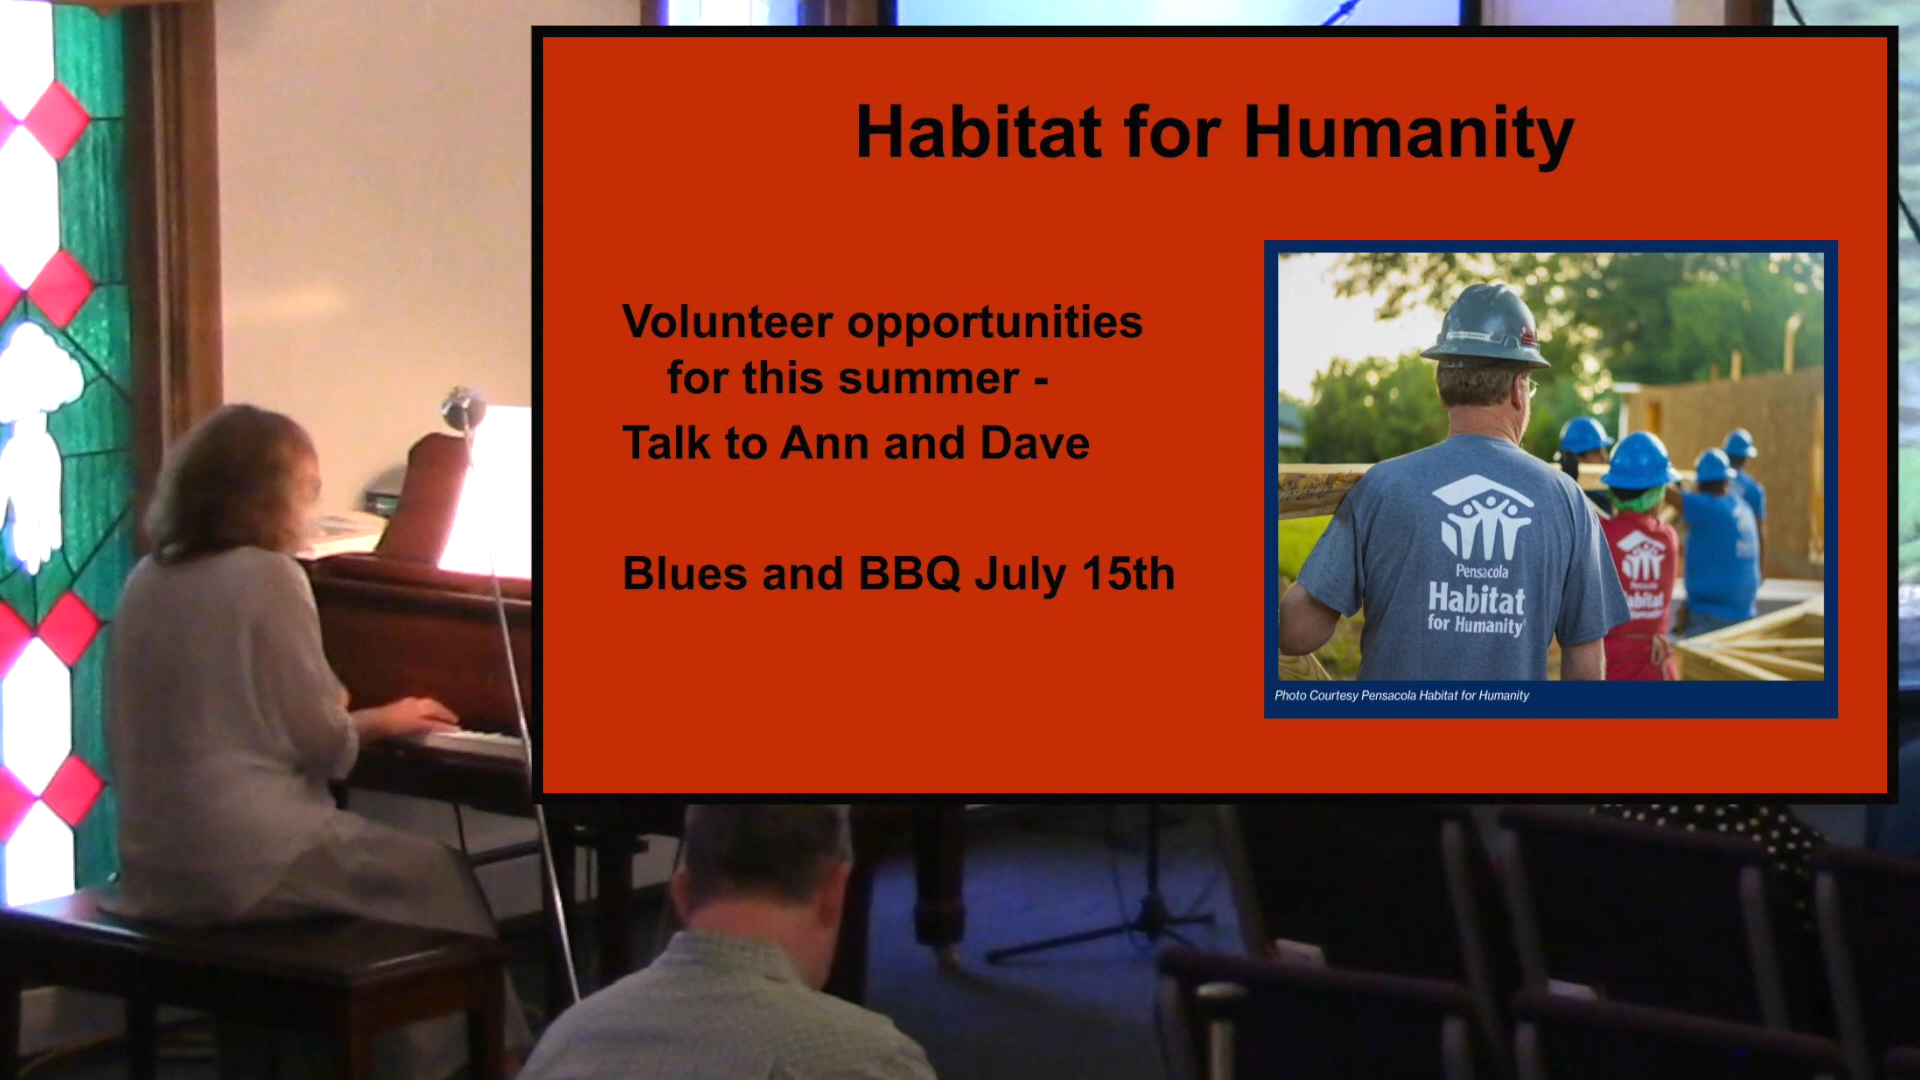 Habitat for Humanity
Volunteer opportunities
for this summer -
Talk to Ann and Dave
Blues and BBQ July 15th
Pensacola
Habitat
for Humanity
Photo Courtesy Pensacola Habitat for Humanity